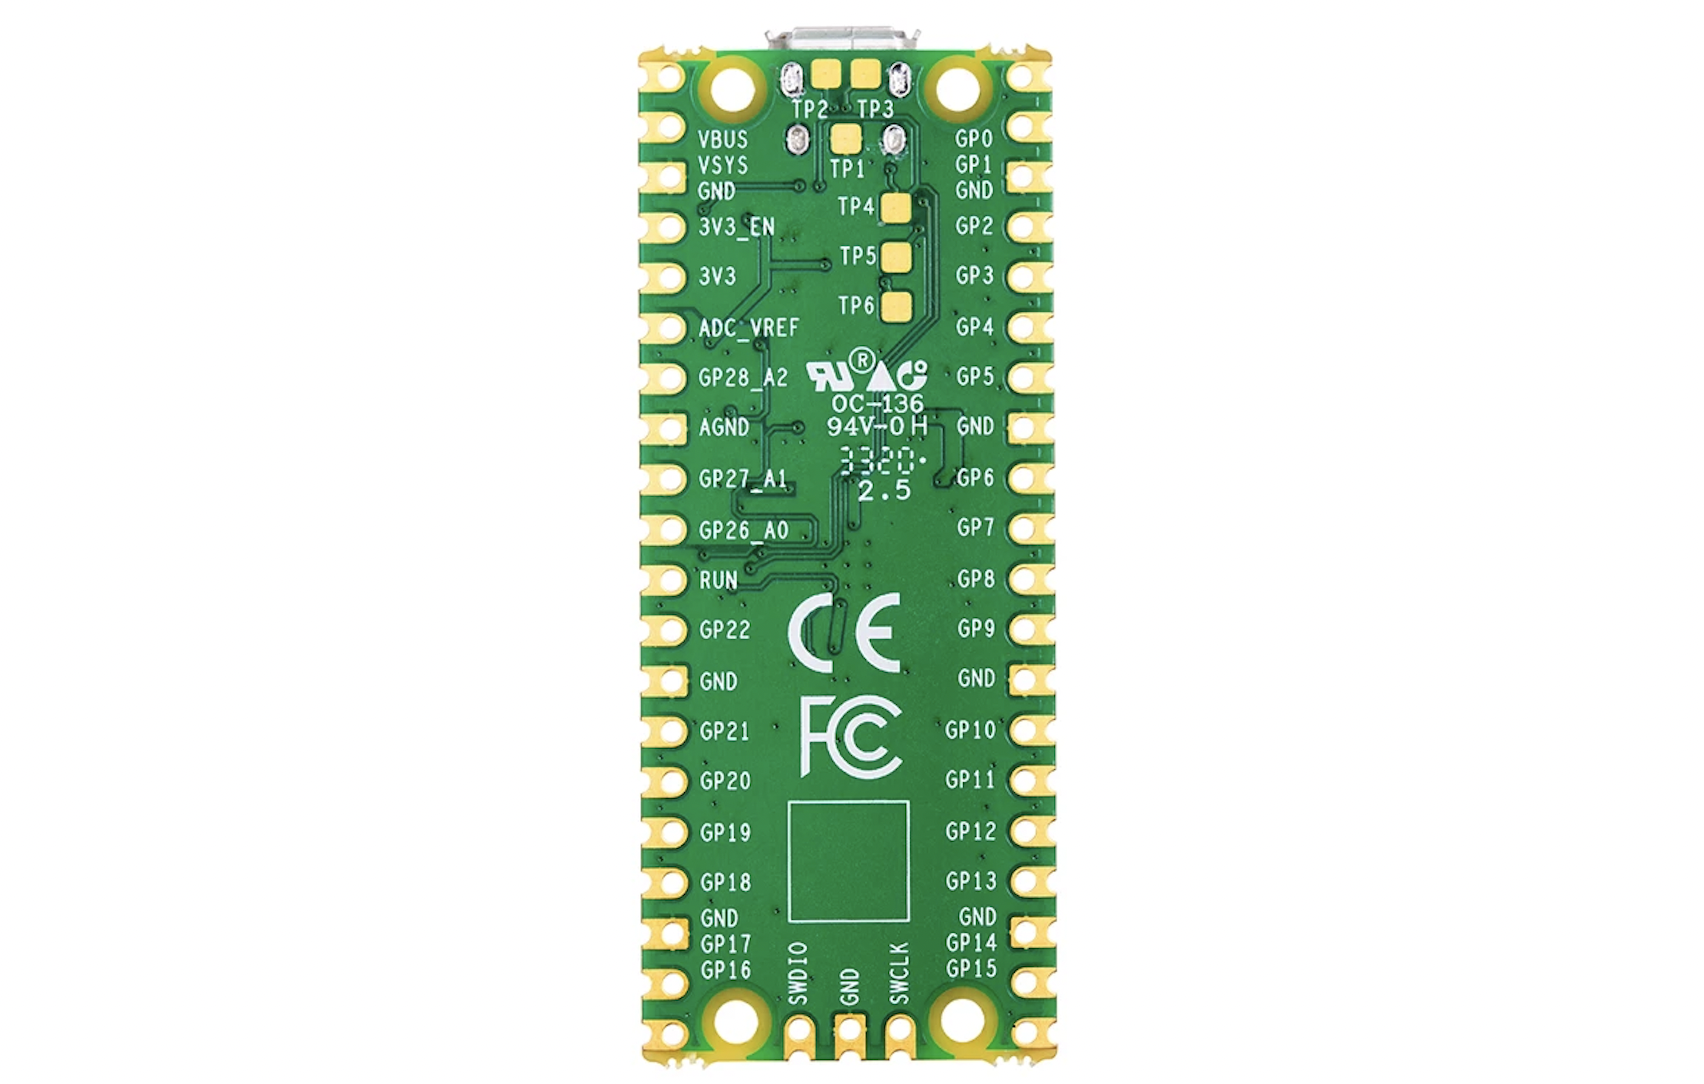 TP2 TP3
VBUS TP1 GP0
VSYS GP1
GND GND
3V3_EN TP4 GP2
3V3 TP5 GP3
ADC_VREF TP6 GP4
GP28_A2 ® GP5
OC-136
AGND 94V-0 H GND
3320
GP27_A1 2.5 GP6
GP26_A0 GP7
RUN GP8
GP22 CE GP9
GND GND
GP21 FC GP10
GP20 GP11
GP19 GP12
GP18 GP13
GND GND
GP17 GP14
GP16 GP15
SWDIO GND SWCLK